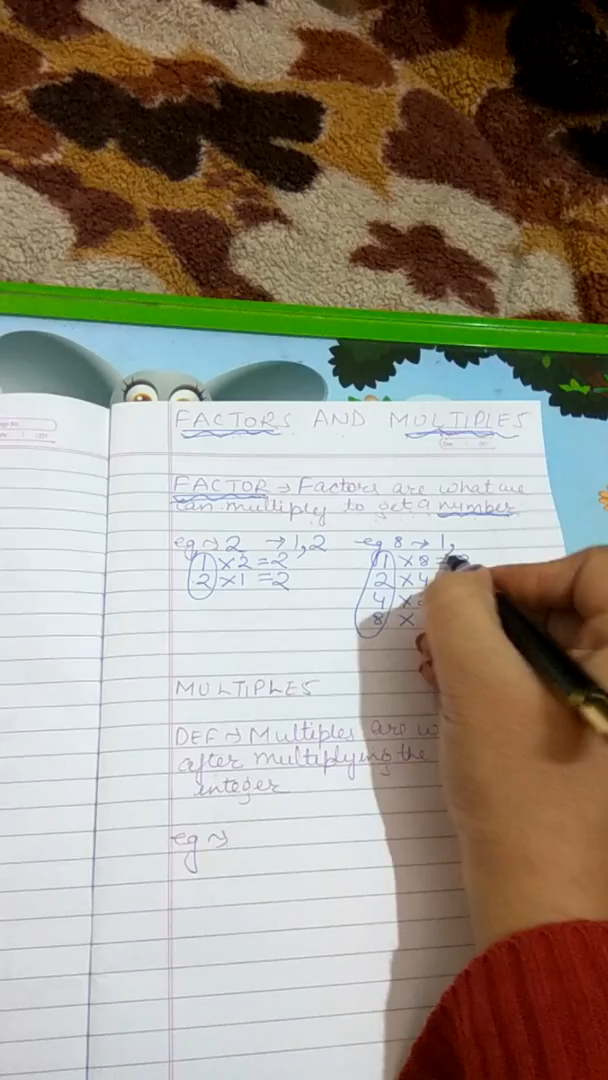 FACTORS AND MULTIPLES
FACTOR → Factors are what we
can multiply to get a number
eg → 2 → 1, 2
1 × 2 = 2
2 × 1 = 2
eg 8 → 1,
1 × 8 =
2 × 4
4 ×
8 ×
MULTIPLES
DEF → Multiples are
after multiplying the
integer
eg →